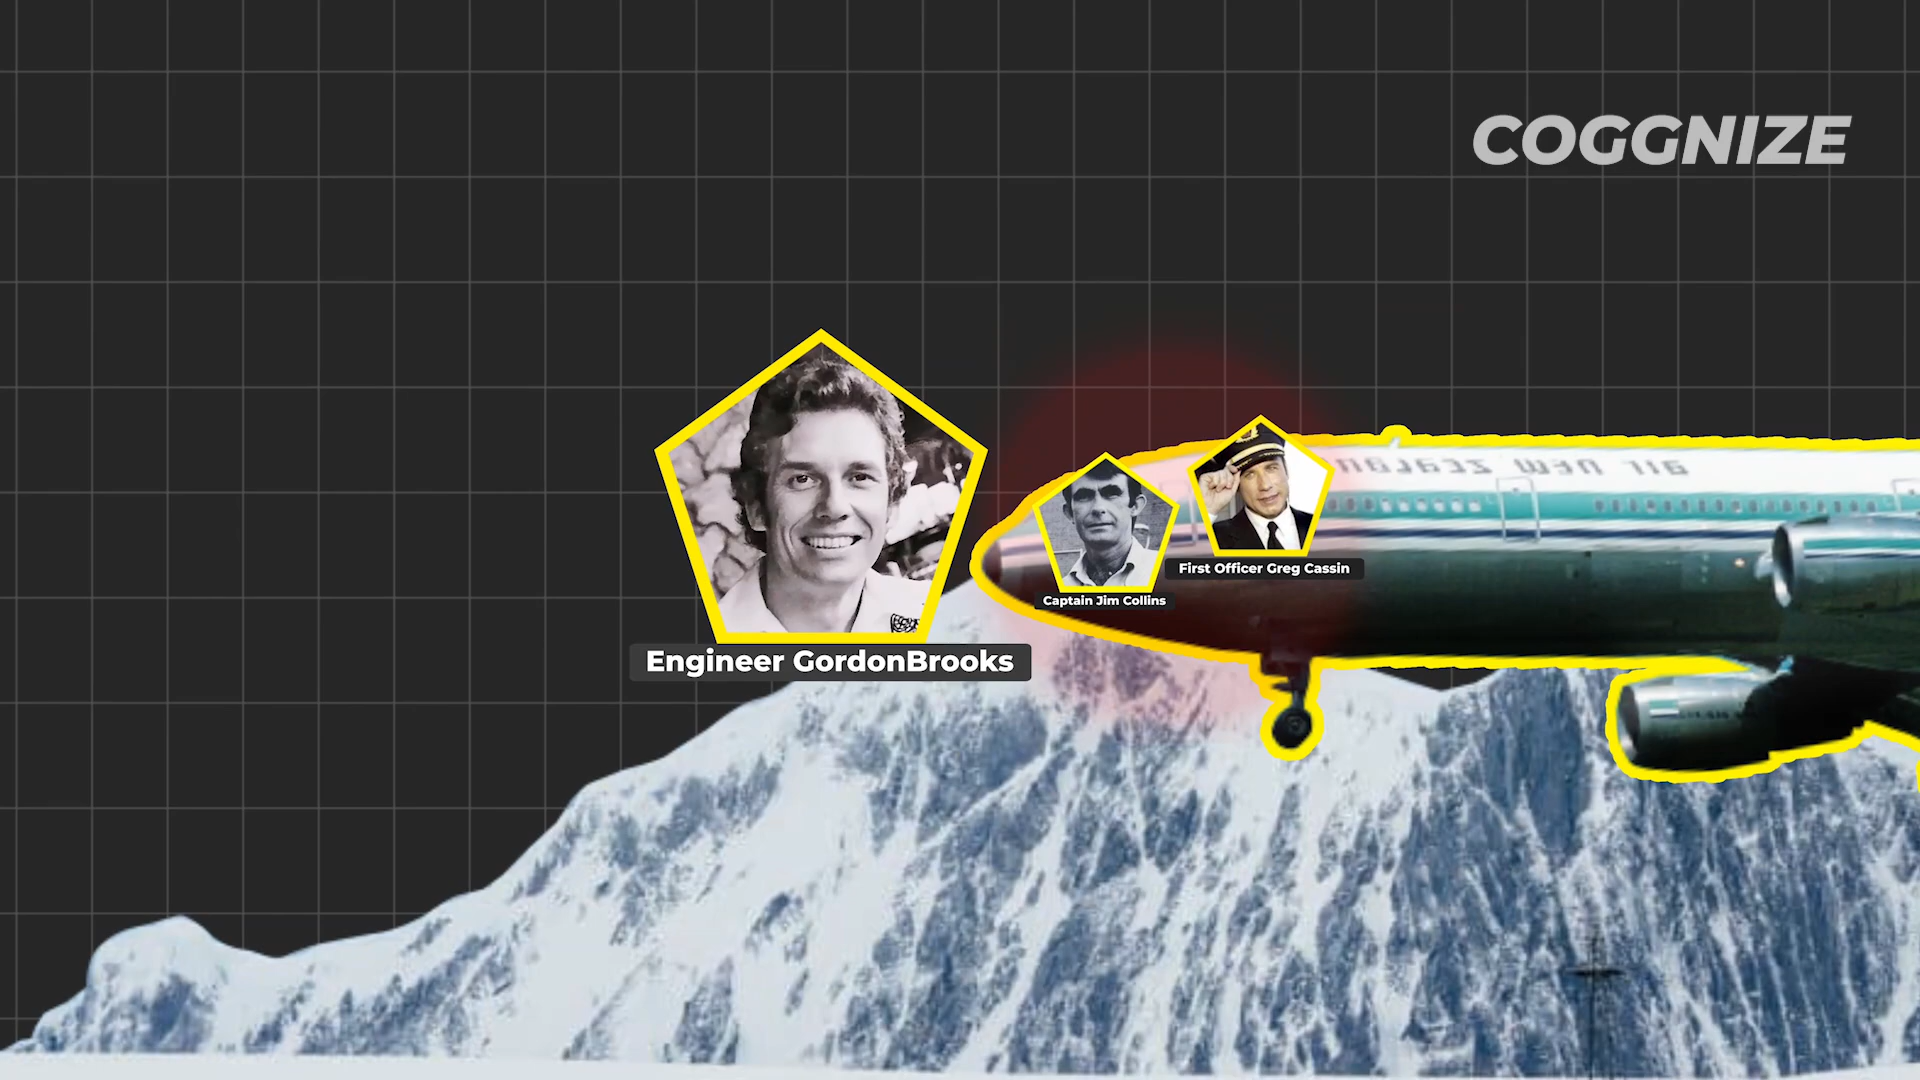 COGGNIZE
First Officer Greg Cassin
Captain Jim Collins
Engineer GordonBrooks